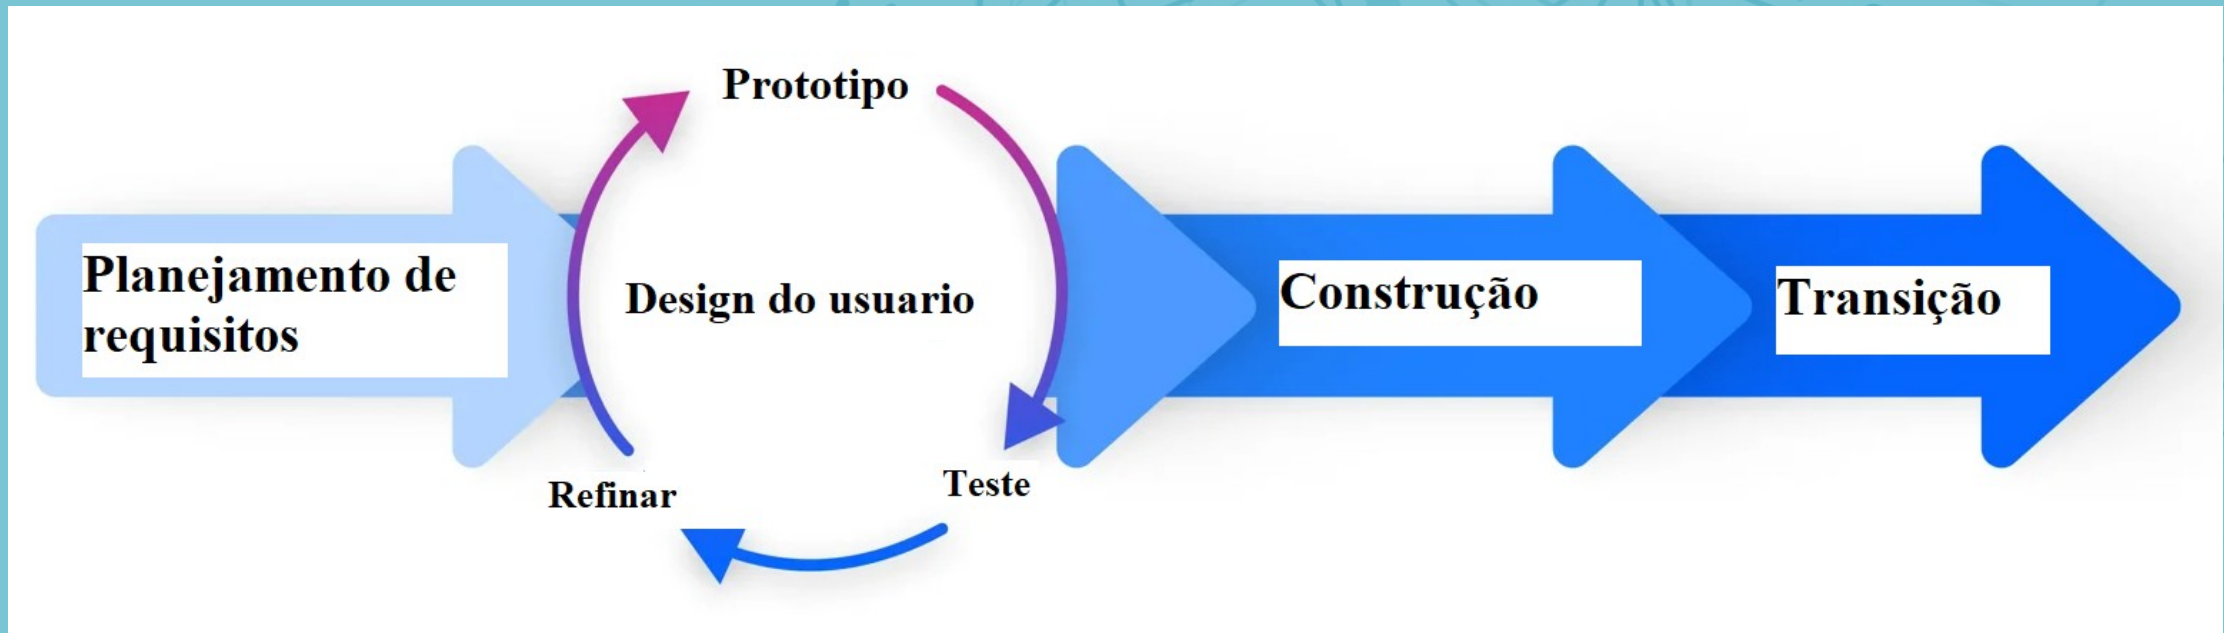 Planejamento de
requisitos
Prototipo
Design do usuario
Refinar
Teste
Construção
Transição